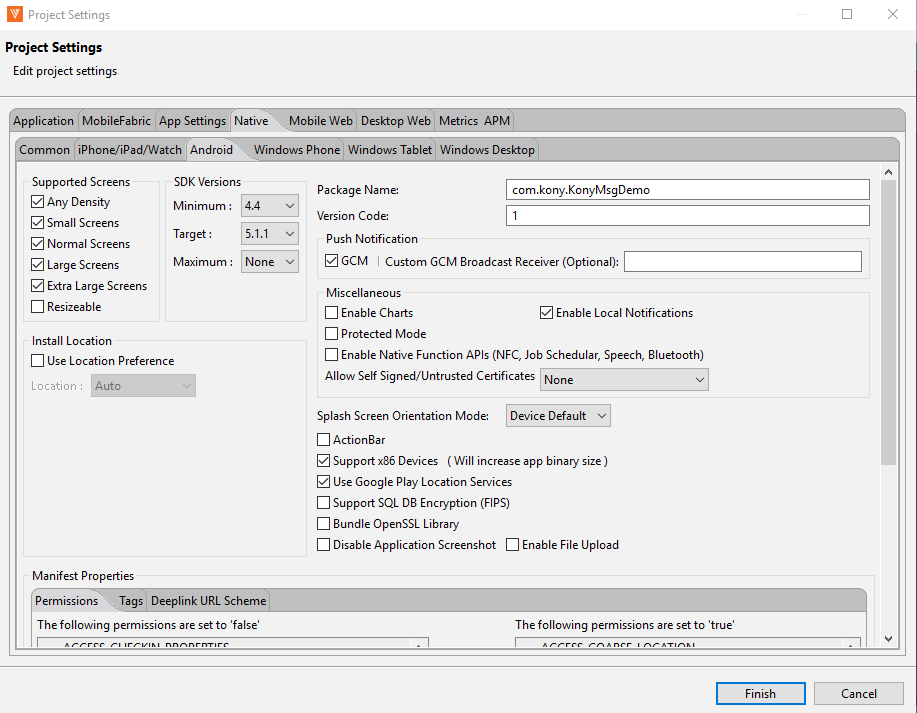 Project Settings
Project Settings
Edit project settings
Application MobileFabric App Settings Native Mobile Web Desktop Web Metrics APM
Common iPhone/iPad/Watch Android Windows Phone Windows Tablet Windows Desktop
Supported Screens
Any Density
Small Screens
Normal Screens
Large Screens
Extra Large Screens
Resizeable
SDK Versions
Minimum : 4.4
Target : 5.1.1
Maximum : None
Install Location
Use Location Preference
Location : Auto
Package Name: com.kony.KonyMsgDemo
Version Code: 1
Push Notification
GCM | Custom GCM Broadcast Receiver (Optional):
Miscellaneous
Enable Charts Enable Local Notifications
Protected Mode
Enable Native Function APIs (NFC, Job Schedular, Speech, Bluetooth)
Allow Self Signed/Untrusted Certificates None
Splash Screen Orientation Mode: Device Default
ActionBar
Support x86 Devices ( Will increase app binary size )
Use Google Play Location Services
Support SQL DB Encryption (FIPS)
Bundle OpenSSL Library
Disable Application Screenshot Enable File Upload
Manifest Properties
Permissions Tags Deeplink URL Scheme
The following permissions are set to 'false' The following permissions are set to 'true'
ACCESS_CHECKIN_PROPERTIES ACCESS_COARSE_LOCATION
Finish Cancel